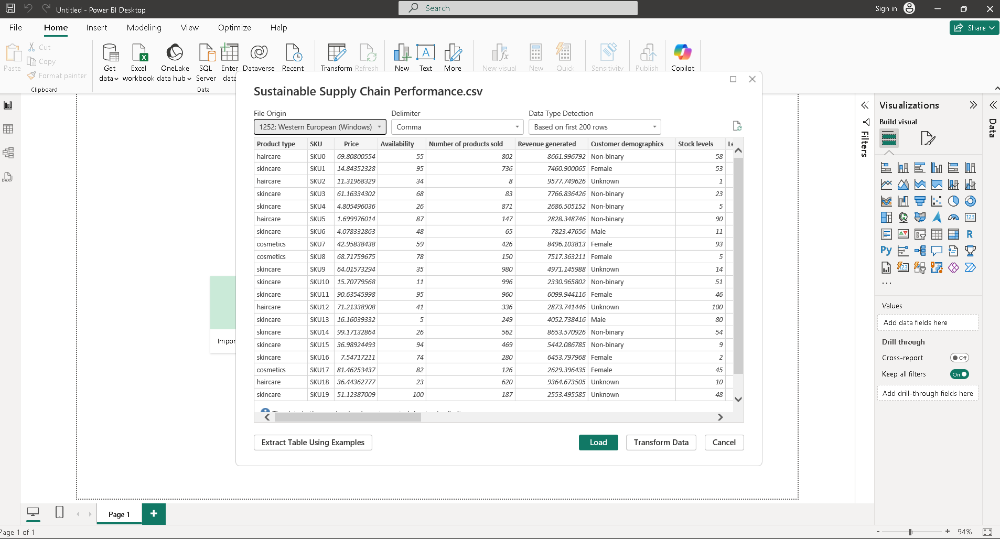 Untitled - Power BI Desktop
Search
Sign in
File Home Insert Modeling View Optimize Help
Share
Paste
Cut
Copy
Format painter
Clipboard
Get data
Excel workbook
OneLake data hub
SQL Server
Enter data
Dataverse
Recent
Data
Transform
Refresh
New
Text
More
New visual
New
Quick
Sensitivity
Publish
Copilot
Sustainable Supply Chain Performance.csv
File Origin Delimiter Data Type Detection
1252: Western European (Windows) Comma Based on first 200 rows
Product type SKU Price Availability Number of products sold Revenue generated Customer demographics Stock levels Le
haircare SKU0 69.80800554 55 802 8661.996792 Non-binary 58
skincare SKU1 14.84352328 95 736 7460.900065 Female 53
haircare SKU2 11.31968329 34 8 9577.749626 Unknown 1
skincare SKU3 61.16334302 68 83 7766.836426 Non-binary 23
skincare SKU4 4.805496036 26 871 2686.505152 Non-binary 5
haircare SKU5 1.699976014 87 147 2828.348746 Non-binary 90
skincare SKU6 4.078332863 48 65 7823.47656 Male 11
cosmetics SKU7 42.95838438 59 426 8496.103813 Female 93
cosmetics SKU8 68.71759675 78 150 7517.363211 Female 5
skincare SKU9 64.01573294 35 980 4971.145988 Unknown 14
skincare SKU10 15.70779568 11 996 2330.965802 Non-binary 51
skincare SKU11 90.63545998 95 960 6099.944116 Female 46
haircare SKU12 71.21338908 41 336 2873.741446 Unknown 100
skincare SKU13 16.16039332 5 249 4052.738416 Male 80
skincare SKU14 99.17132864 26 562 8653.570926 Non-binary 54
skincare SKU15 36.98924493 94 469 5442.086785 Non-binary 9
skincare SKU16 7.54717211 74 280 6453.797968 Female 2
cosmetics SKU17 81.46253437 82 126 2629.396435 Female 45
haircare SKU18 36.44362777 23 620 9364.673505 Unknown 10
skincare SKU19 51.12387009 100 187 2553.495585 Unknown 48
Extract Table Using Examples
Load
Transform Data
Cancel
Impor
Filters
Visualizations
Build visual
123
R
Py
123
...
Values
Add data fields here
Drill through
Cross-report Off
Keep all filters On
Add drill-through fields here
Data
DAX
Page 1
+
Page 1 of 1
- + 94%